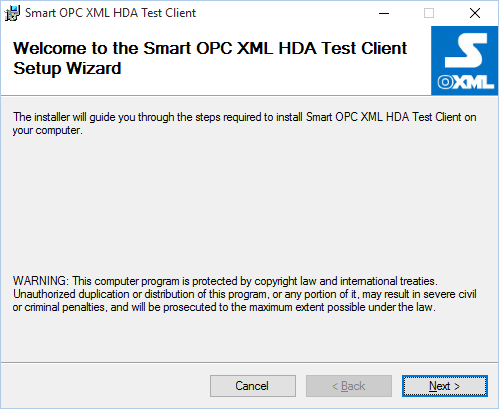 Smart OPC XML HDA Test Client
Welcome to the Smart OPC XML HDA Test Client
Setup Wizard
S
XML
The installer will guide you through the steps required to install Smart OPC XML HDA Test Client on
your computer.
WARNING: This computer program is protected by copyright law and international treaties.
Unauthorized duplication or distribution of this program, or any portion of it, may result in severe civil
or criminal penalties, and will be prosecuted to the maximum extent possible under the law.
Cancel
< Back
Next >